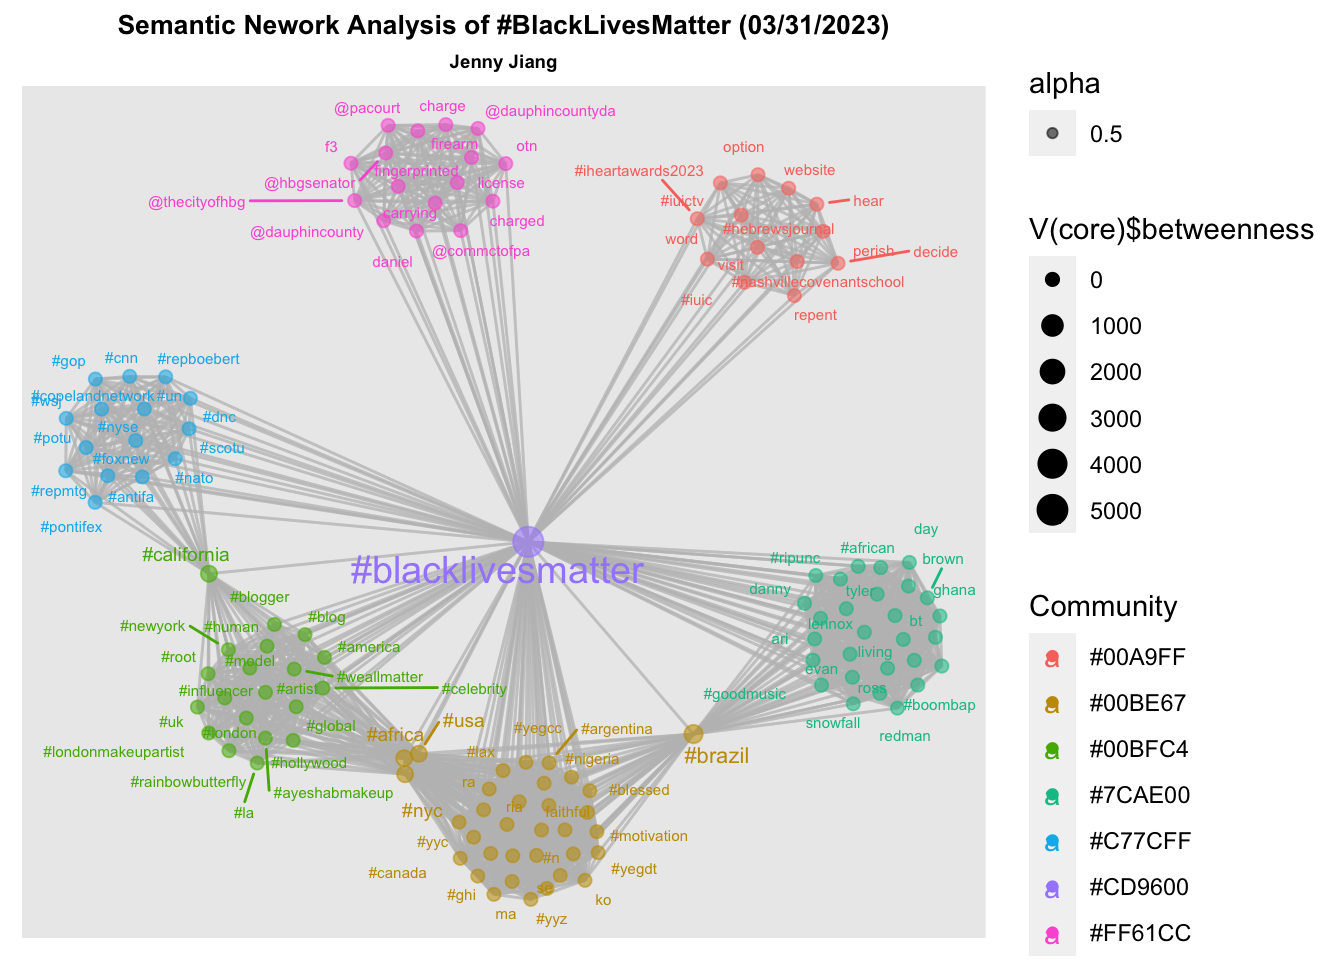 Semantic Nework Analysis of #BlackLivesMatter (03/31/2023)
Jenny Jiang
@pacourt
charge
@dauphincountyda
f3
firearm
otn
@hbgsenator
fingerprinted
license
@thecityofhbg
carrying
charged
@dauphincounty
@commctofpa
daniel
option
#iheartawards2023
website
#iuictv
hear
word
#hebrewsjournal
perish
decide
visit
#nashvillecovenantschool
#iuic
repent
#gop
#cnn
#repboebert
#copelandnetwork
#un
#wsj
#dnc
#potu
#nyse
#scotu
#foxnew
#nato
#repmtg
#antifa
#pontifex
#california
#blacklivesmatter
#blogger
#blog
#newyork
#human
#america
#root
#model
#weallmatter
#influencer
#artist
#celebrity
#uk
#london
#global
#londonmakeupartist
#hollywood
#rainbowbutterfly
#ayeshabmakeup
#la
day
#ripunc
#african
brown
danny
tyler
ghana
lennox
bt
ari
living
evan
#goodmusic
ross
#boombap
snowfall
redman
#usa
#africa
#yegcc
#argentina
#brazil
#lax
#nigeria
ra
#blessed
#nyc
ria
faithful
#yyc
#motivation
#n
#canada
#yegdt
#ghi
se
ko
ma
#yyz
alpha
0.5
V(core)$betweenness
0
1000
2000
3000
4000
5000
Community
a #00A9FF
a #00BE67
a #00BFC4
a #7CAE00
a #C77CFF
a #CD9600
a #FF61CC